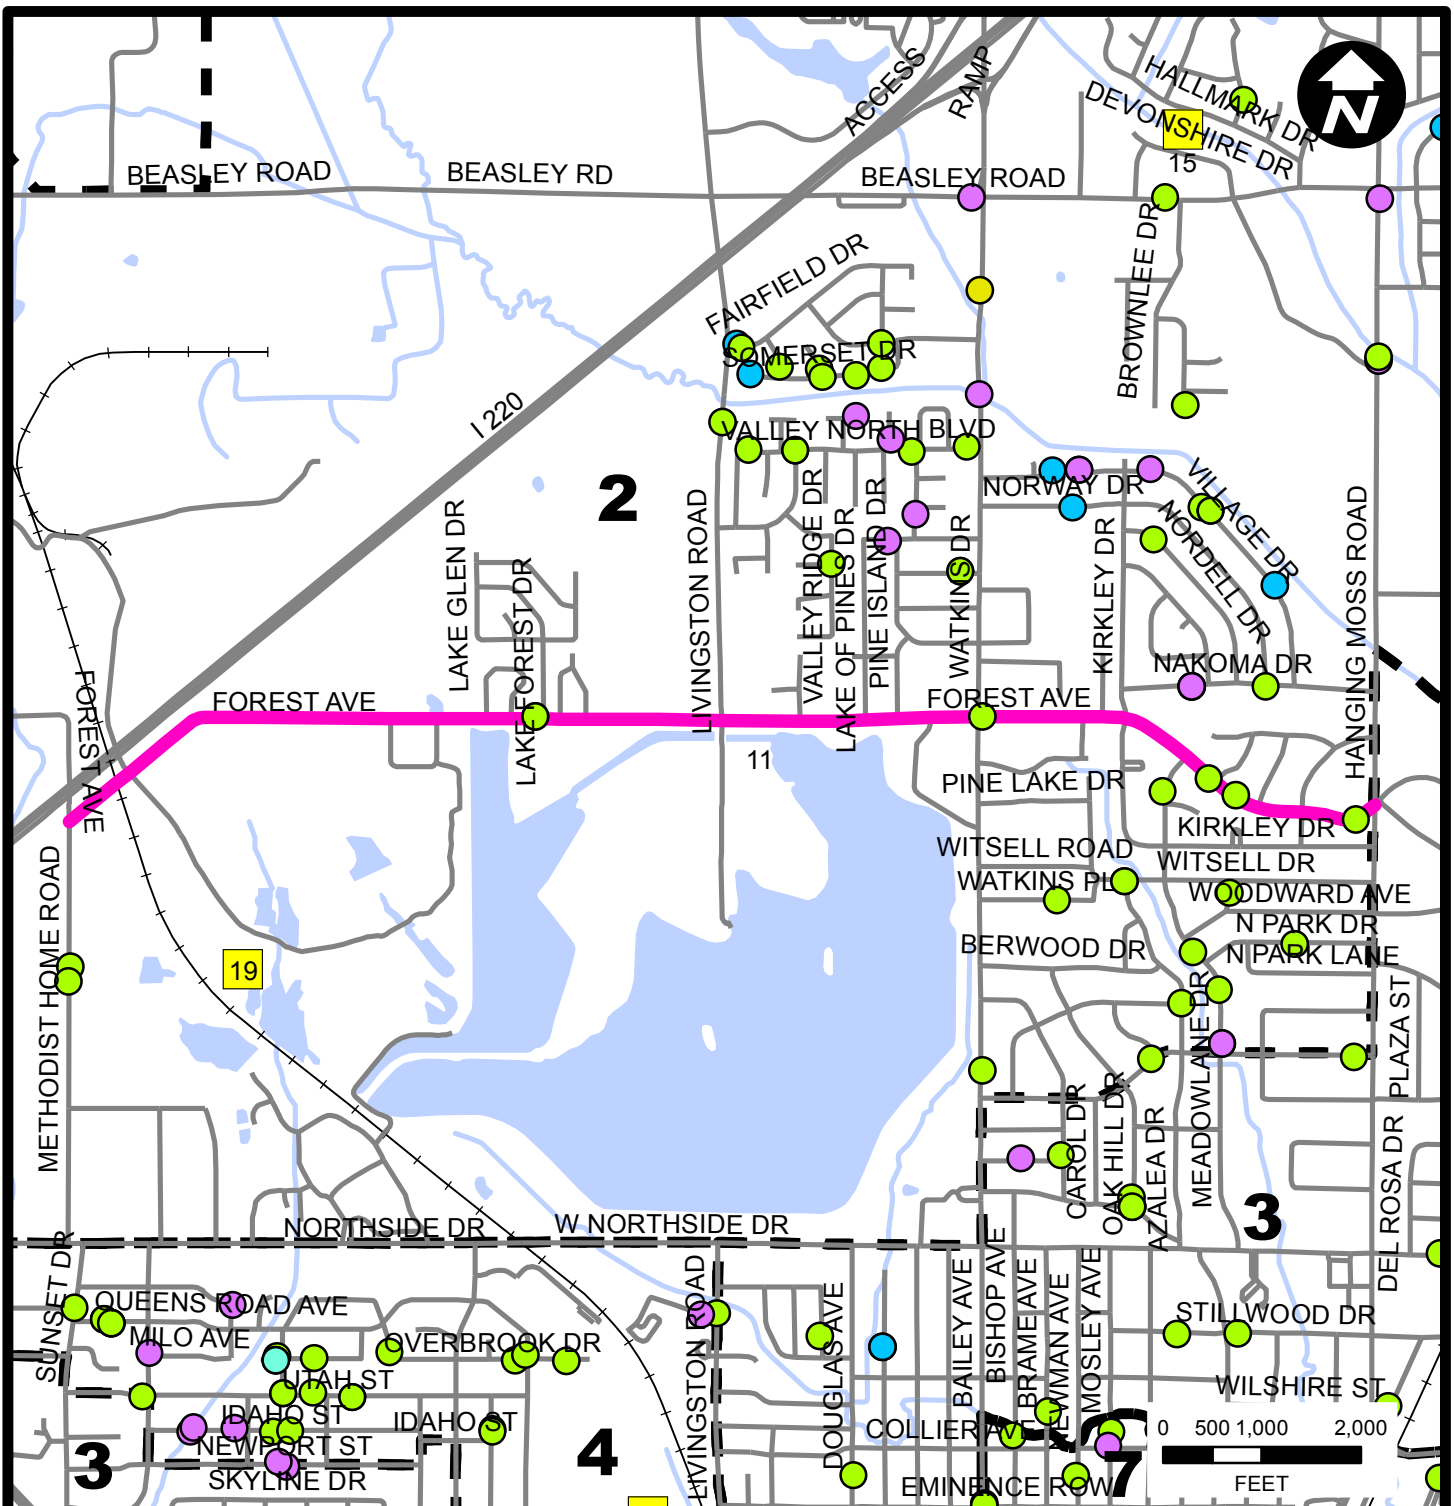 ACCESS
RAMP
HALLMARK DR
DEVONSHIRE DR
N
15
BEASLEY ROAD
BEASLEY RD
BEASLEY ROAD
BROWNLEE DR
FAIRFIELD DR
SOMERSET DR
I 220
VALLEY NORTH BLVD
2
NORWAY DR
VILLAGE DR
NORDELL DR
LAKE GLEN DR
LAKE FOREST DR
LIVINGSTON ROAD
VALLEY RIDGE DR
LAKE OF PINES DR
PINE ISLAND DR
WATKINS DR
KIRKLEY DR
HANGING MOSS ROAD
NAKOMA DR
FOREST AVE
FOREST AVE
FOREST AVE
11
PINE LAKE DR
KIRKLEY DR
WITSELL ROAD
WITSELL DR
WATKINS PL
WOODWARD AVE
N PARK DR
BERWOOD DR
N PARK LANE
METHODIST HOME ROAD
19
MEADOWLANE DR
PLAZA ST
CAROL DR
OAK HILL DR
AZALEA DR
3
DEL ROSA DR
NORTHSIDE DR
W NORTHSIDE DR
SUNSET DR
QUEENS ROAD AVE
MILO AVE
OVERBROOK DR
UTAH ST
IDAHO ST
IDAHO ST
NEWPORT ST
SKYLINE DR
3
4
LIVINGSTON ROAD
DOUGLAS AVE
BAILEY AVE
BISHOP AVE
BRAME AVE
NEWMAN AVE
MOSLEY AVE
STILLWOOD DR
WILSHIRE ST
COLLIER AVE
EMINENCE ROW
7
0 500 1,000 2,000
FEET